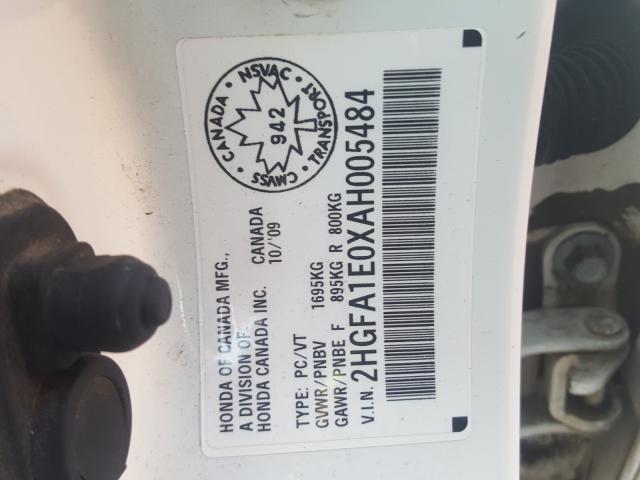 HONDA OF CANADA MFG.,
A DIVISION OF
HONDA CANADA INC. CANADA
10/'09
TYPE: PC/VT
GVWR/PNBV 1695KG
GAWR/PNBE F 895KG R 800KG
V.I.N. 2HGFA1E0XAH005484
CANADA • NSVAC • TRANSPORT • CMVSS •
942